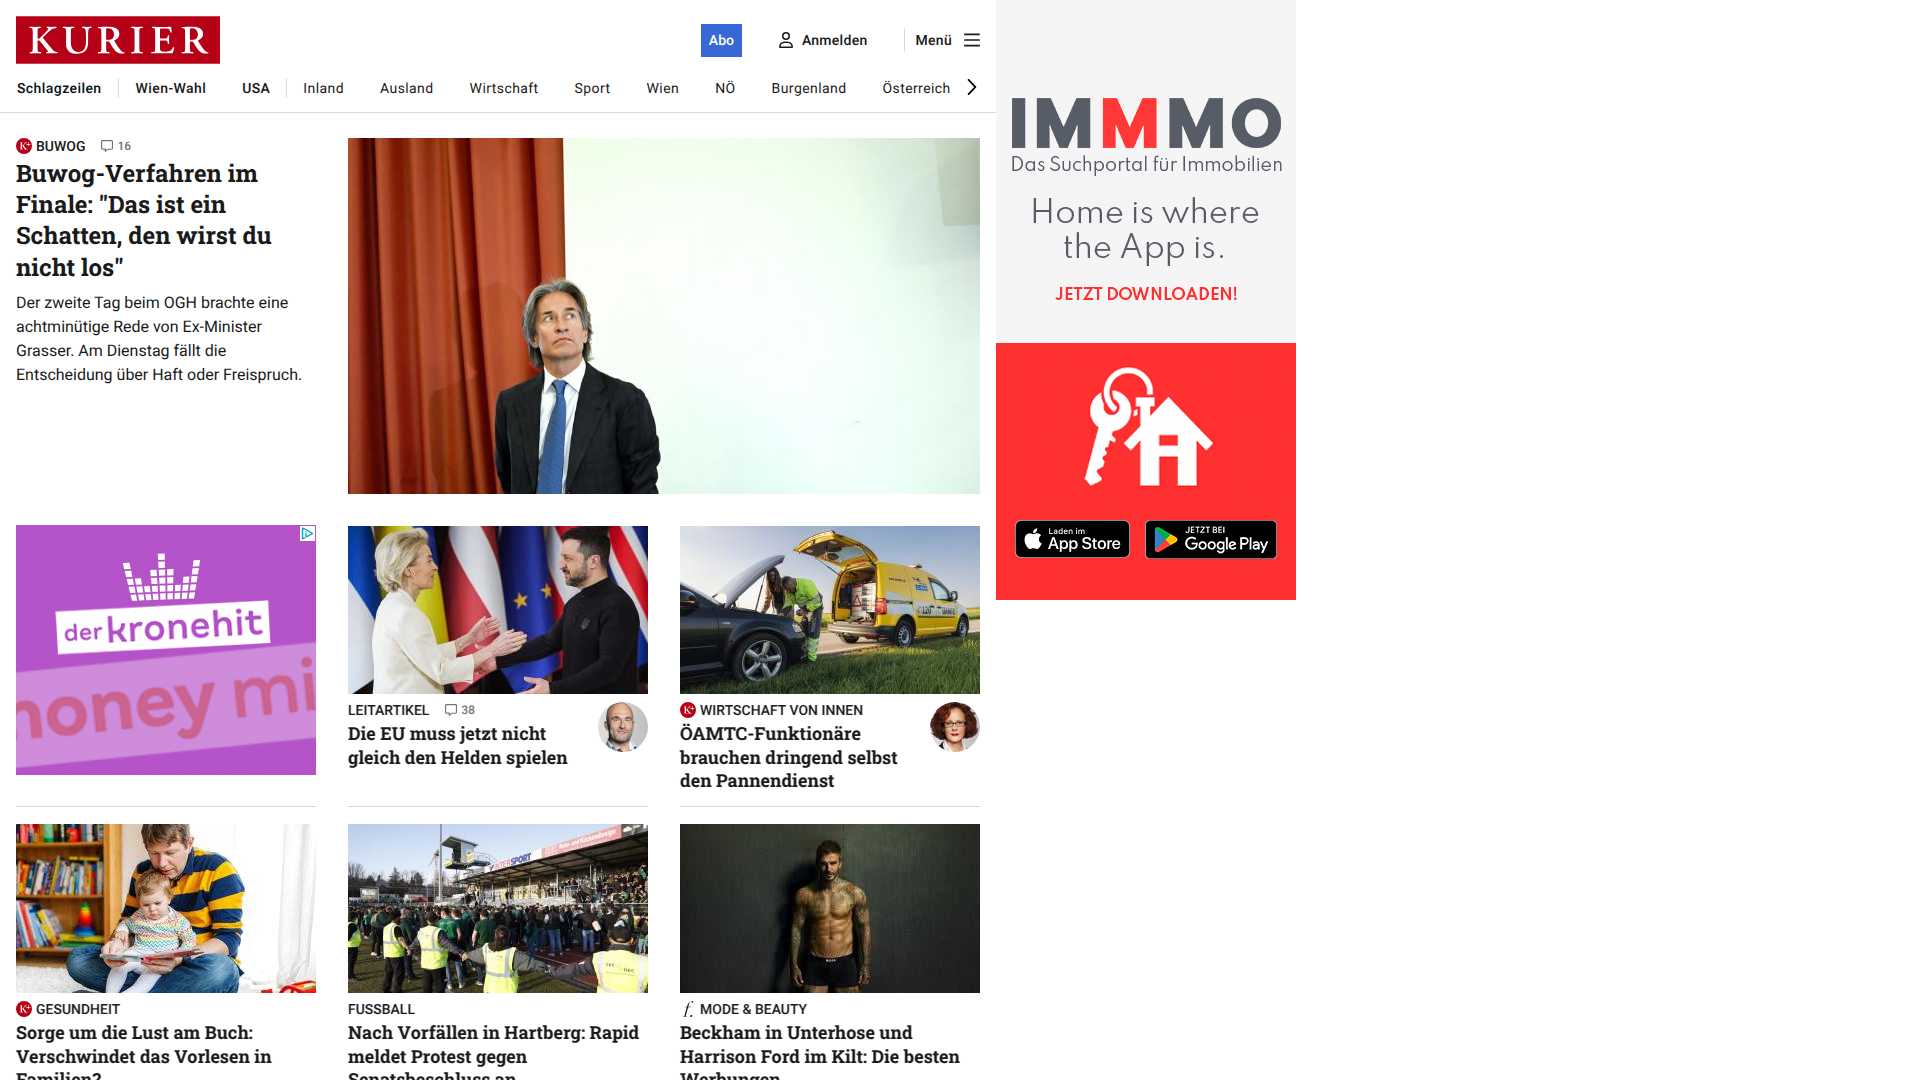 KURIER
Abo
Anmelden
Menü
Schlagzeilen
Wien-Wahl
USA
Inland
Ausland
Wirtschaft
Sport
Wien
NÖ
Burgenland
Österreich
K+ BUWOG 16
Buwog-Verfahren im
Finale: "Das ist ein
Schatten, den wirst du
nicht los"
Der zweite Tag beim OGH brachte eine
achtminütige Rede von Ex-Minister
Grasser. Am Dienstag fällt die
Entscheidung über Haft oder Freispruch.
der kronehit
money mi
LEITARTIKEL 38
Die EU muss jetzt nicht
gleich den Helden spielen
K+ WIRTSCHAFT VON INNEN
ÖAMTC-Funktionäre
brauchen dringend selbst
den Pannendienst
K+ GESUNDHEIT
Sorge um die Lust am Buch:
Verschwindet das Vorlesen in
Familien?
FUSSBALL
Nach Vorfällen in Hartberg: Rapid
meldet Protest gegen
Senatsbeschluss an
f. MODE & BEAUTY
Beckham in Unterhose und
Harrison Ford im Kilt: Die besten
Werbungen
IMMMO
Das Suchportal für Immobilien
Home is where
the App is.
JETZT DOWNLOADEN!
Laden im
App Store
JETZT BEI
Google Play